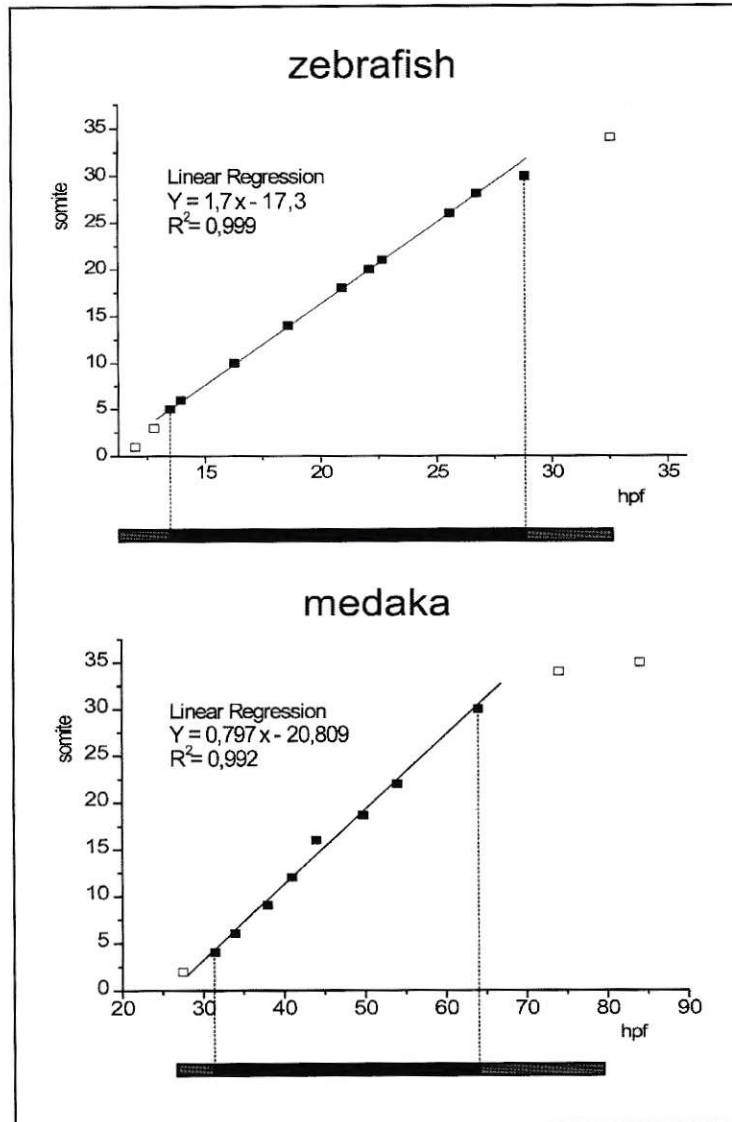 zebrafish
35
30
25
20
15
10
5
0
somite
Linear Regression
Y = 1,7x - 17,3
R²= 0,999
15 20 25 30 35
hpf
medaka
35
30
25
20
15
10
5
0
somite
Linear Regression
Y = 0,797x - 20,809
R²= 0,992
20 30 40 50 60 70 80 90
hpf